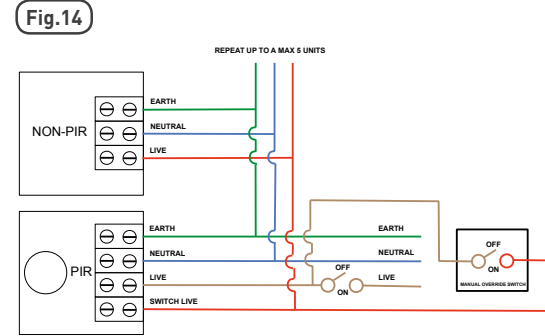 Fig.14
REPEAT UP TO A MAX 5 UNITS
NON-PIR
EARTH
NEUTRAL
LIVE
PIR
EARTH
NEUTRAL
LIVE
SWITCH LIVE
OFF
ON
EARTH
NEUTRAL
LIVE
OFF
ON
MANUAL OVERRIDE SWITCH